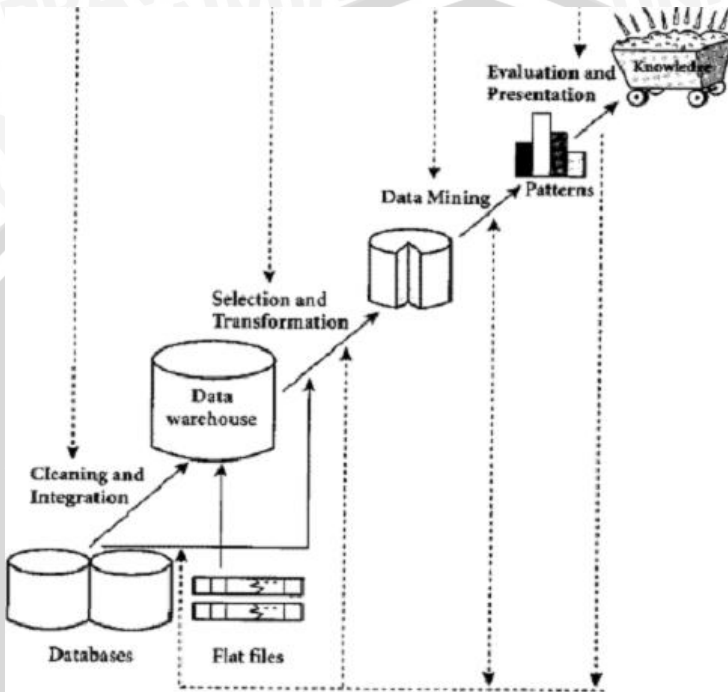 Evaluation and
Presentation
Knowledge
Patterns
Data Mining
Selection and
Transformation
Data
warehouse
Cleaning and
Integration
Databases
Flat files